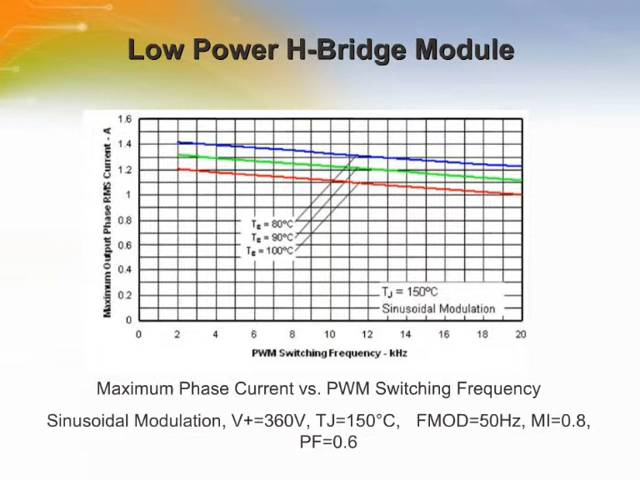 Low Power H-Bridge Module
Maximum Output Phase RMS Current - A
1.6
1.4
1.2
1
0.8
0.6
0.4
0.2
0
TC = 80°C
TC = 90°C
TC = 100°C
TJ = 150°C
Sinusoidal Modulation
0 2 4 6 8 10 12 14 16 18 20
PWM Switching Frequency - kHz
Maximum Phase Current vs. PWM Switching Frequency
Sinusoidal Modulation, V+=360V, TJ=150°C, FMOD=50Hz, MI=0.8,
PF=0.6